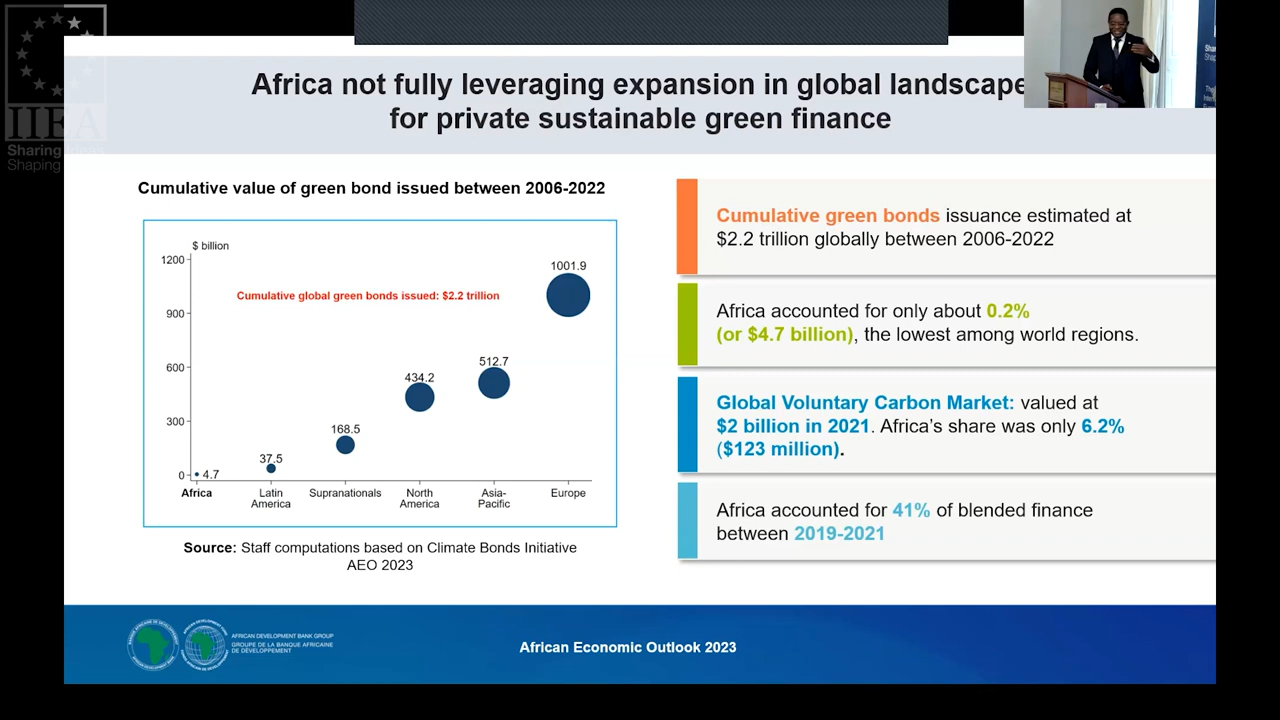 IIEA
Sharing
Shaping
Africa not fully leveraging expansion in global landscape
for private sustainable green finance
Cumulative value of green bond issued between 2006-2022
$ billion
1200
900
600
300
0
Cumulative global green bonds issued: $2.2 trillion
4.7
37.5
168.5
434.2
512.7
1001.9
Africa
Latin
America
Supranationals
North
America
Asia-
Pacific
Europe
Source: Staff computations based on Climate Bonds Initiative
AEO 2023
Cumulative green bonds issuance estimated at
$2.2 trillion globally between 2006-2022
Africa accounted for only about 0.2%
(or $4.7 billion), the lowest among world regions.
Global Voluntary Carbon Market: valued at
$2 billion in 2021. Africa's share was only 6.2%
($123 million).
Africa accounted for 41% of blended finance
between 2019-2021
AFRICAN DEVELOPMENT BANK GROUP
GROUPE DE LA BANQUE AFRICAINE
DE DÉVELOPPEMENT
African Economic Outlook 2023